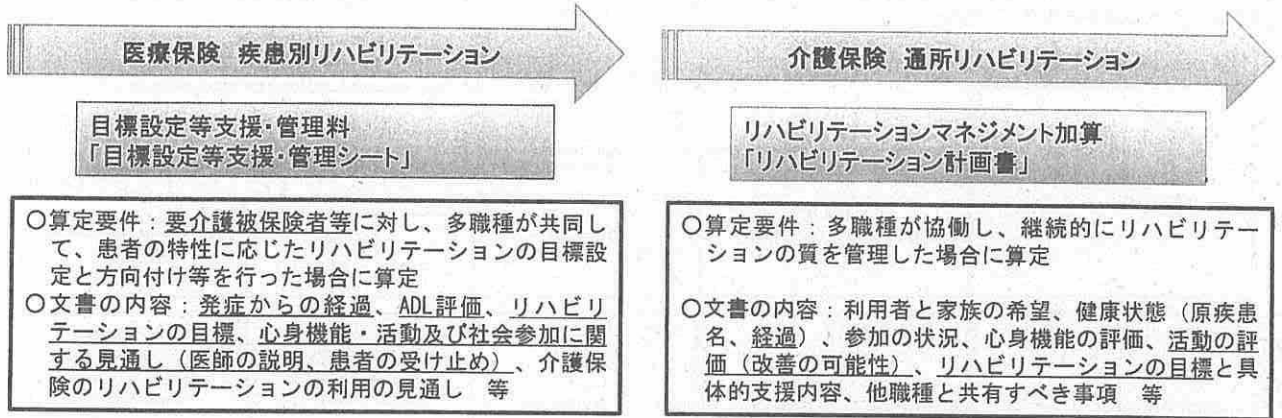 医療保険 疾患別リハビリテーション
目標設定等支援・管理料
「目標設定等支援・管理シート」
○算定要件：要介護被保険者等に対し、多職種が共同し
て、患者の特性に応じたリハビリテーションの目標設
定と方向付け等を行った場合に算定
○文書の内容：発症からの経過、ADL評価、リハビリ
テーションの目標、心身機能・活動及び社会参加に関
する見通し（医師の説明、患者の受け止め）、介護保
険のリハビリテーションの利用の見通し　等
介護保険 通所リハビリテーション
リハビリテーションマネジメント加算
「リハビリテーション計画書」
○算定要件：多職種が協働し、継続的にリハビリテー
ションの質を管理した場合に算定
○文書の内容：利用者と家族の希望、健康状態（原疾患
名、経過）、参加の状況、心身機能の評価、活動の評
価（改善の可能性）、リハビリテーションの目標と具
体的支援内容、他職種と共有すべき事項　等